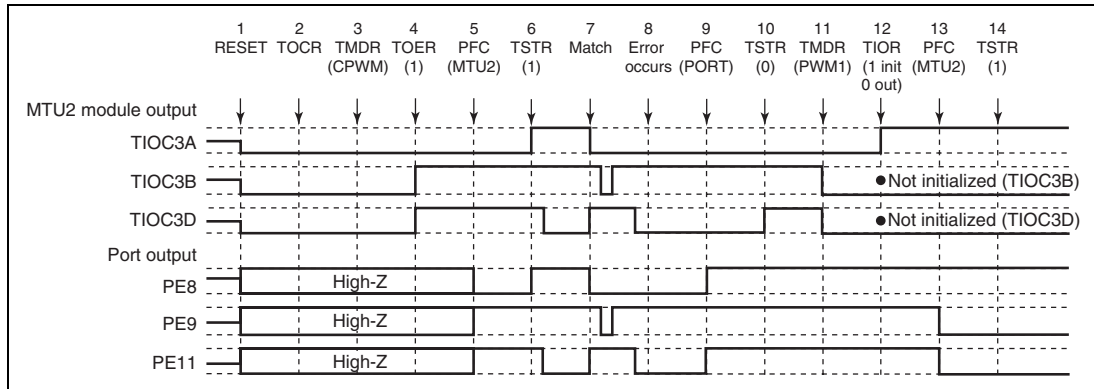 1 2 3 4 5 6 7 8 9 10 11 12 13 14
RESET TOCR TMDR TOER PFC TSTR Match Error PFC TSTR TMDR TIOR PFC TSTR
(CPWM) (1) (MTU2) (1) occurs (PORT) (0) (PWM1) (1 init (MTU2) (1)
0 out)
MTU2 module output
TIOC3A
TIOC3B
●Not initialized (TIOC3B)
TIOC3D
●Not initialized (TIOC3D)
Port output
PE8
High-Z
PE9
High-Z
PE11
High-Z